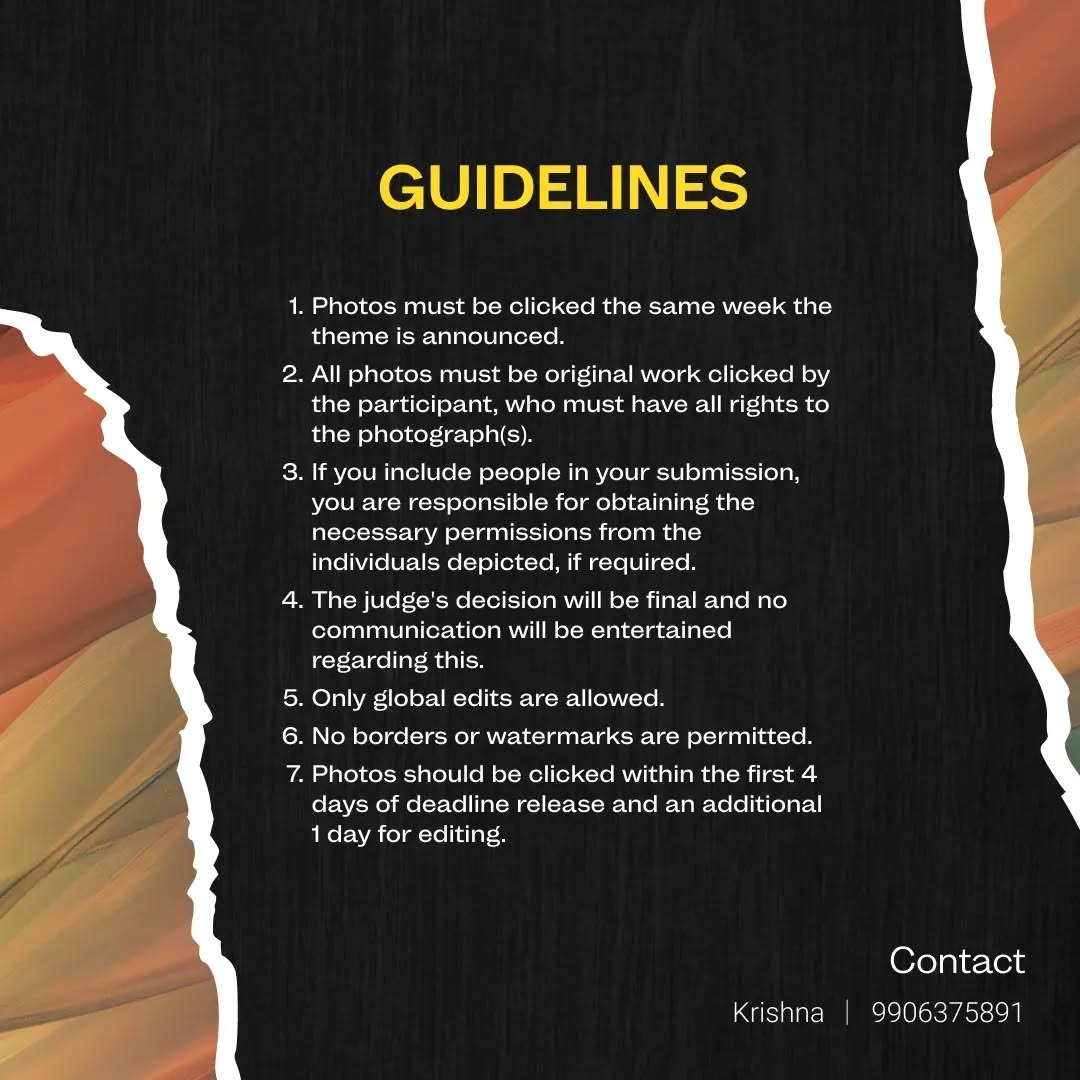 GUIDELINES
1. Photos must be clicked the same week the
theme is announced.
2. All photos must be original work clicked by
the participant, who must have all rights to
the photograph(s).
3. If you include people in your submission,
you are responsible for obtaining the
necessary permissions from the
individuals depicted, if required.
4. The judge's decision will be final and no
communication will be entertained
regarding this.
5. Only global edits are allowed.
6. No borders or watermarks are permitted.
7. Photos should be clicked within the first 4
days of deadline release and an additional
1 day for editing.
Contact
Krishna | 9906375891